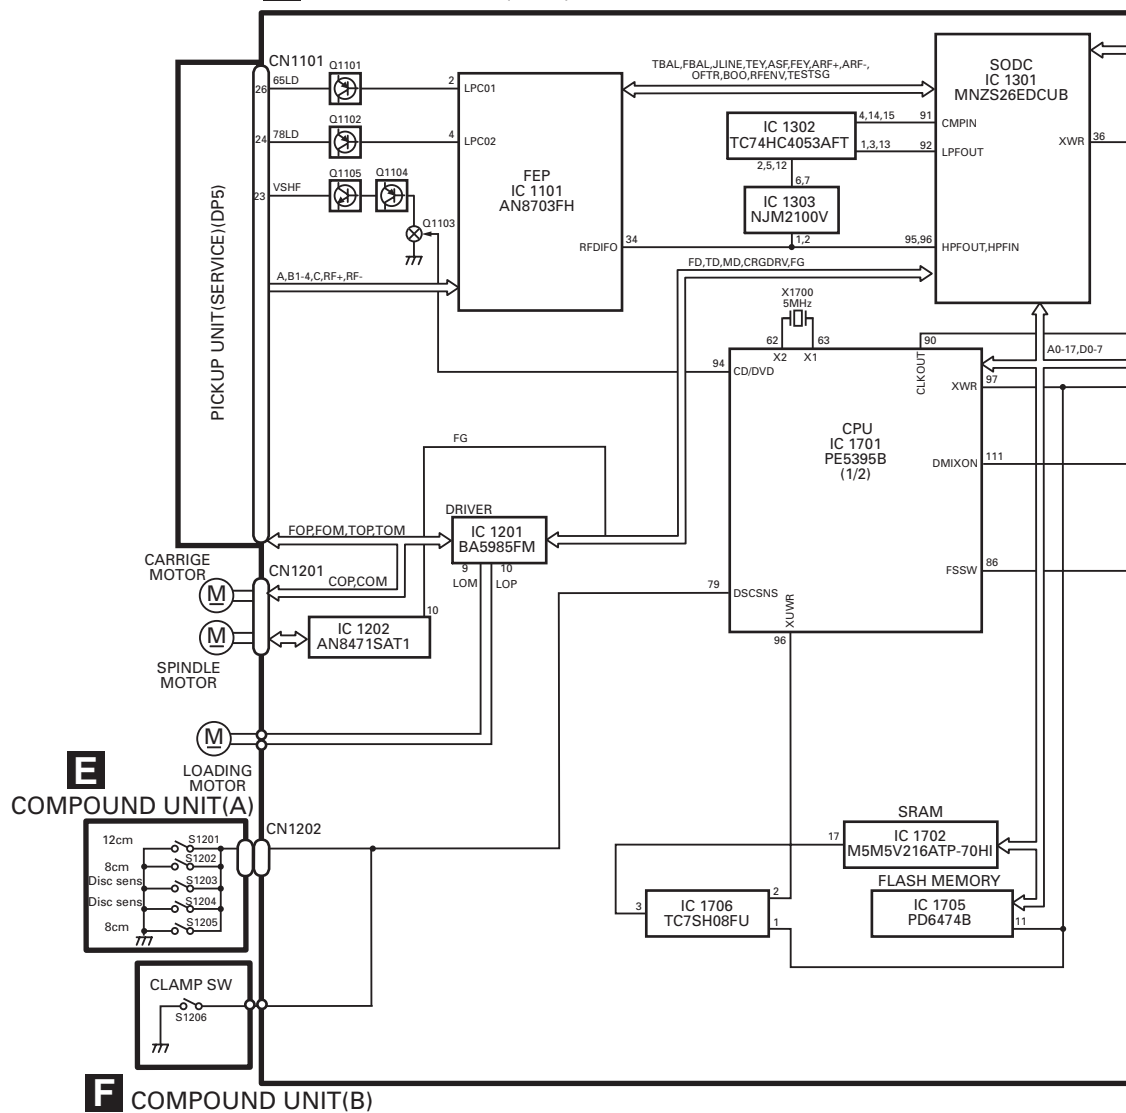 CN1101
26
65LD
Q1101
2
LPC01
24
78LD
Q1102
4
LPC02
23
VSHF
Q1105
Q1104
Q1103
PICKUP UNIT(SERVICE)(DP5)
FEP
IC 1101
AN8703FH
RFDIFO
34
A,B1-4,C,RF+,RF-
TBAL,FBAL,JLINE,TEY,ASF,FEY,ARF+,ARF-,
OFTR,BOO,RFENV,TESTSG
SODC
IC 1301
MNZS26EDCUB
4,14,15
91
CMPIN
IC 1302
TC74HC4053AFT
1,3,13
92
LPFOUT
XWR
36
2,5,12
6,7
IC 1303
NJM2100V
1,2
95,96
HPFOUT,HPFIN
FD,TD,MD,CRGDRV,FG
X1700
5MHz
62
63
X2
X1
90
CLKOUT
A0-17,D0-7
94
CD/DVD
XWR
97
CPU
IC 1701
PE5395B
(1/2)
DMIXON
111
FSSW
86
79
DSCSNS
XUWR
96
FG
DRIVER
IC 1201
BA5985FM
9
10
LOM
LOP
FOP,FOM,TOP,TOM
COP,COM
CARRIGE
MOTOR
CN1201
M
10
IC 1202
AN8471SAT1
M
SPINDLE
MOTOR
M
LOADING
MOTOR
E
COMPOUND UNIT(A)
CN1202
12cm
S1201
8cm
S1202
Disc sens
S1203
Disc sens
S1204
8cm
S1205
CLAMP SW
S1206
F COMPOUND UNIT(B)
SRAM
17
IC 1702
M5M5V216ATP-70HI
FLASH MEMORY
IC 1705
PD6474B
11
3
IC 1706
TC7SH08FU
2
1